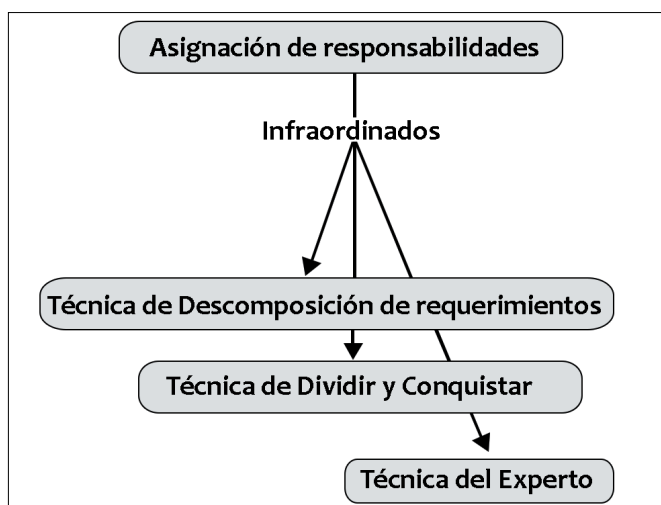 Asignación de responsabilidades
Infraordinados
Técnica de Descomposición de requerimientos
Técnica de Dividir y Conquistar
Técnica del Experto